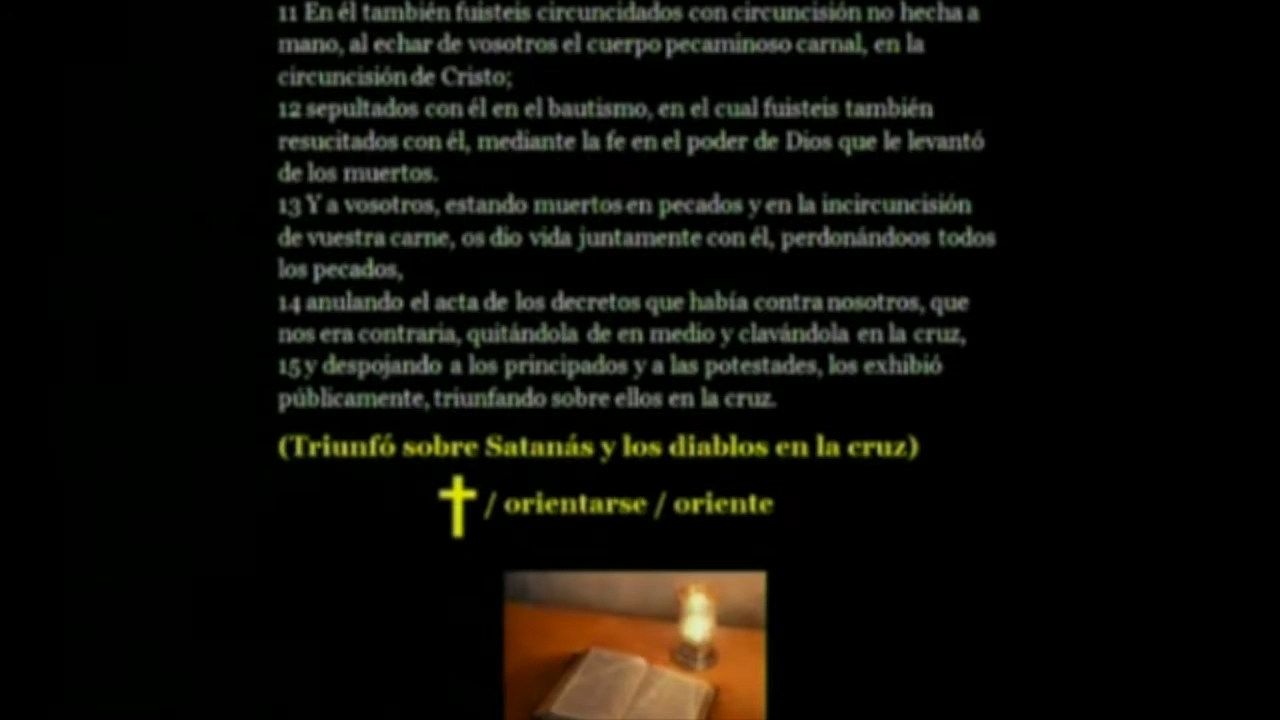 11 En él también fuisteis circuncidados con circuncisión no hecha a
mano, al echar de vosotros el cuerpo pecaminoso carnal, en la
circuncisión de Cristo;
12 sepultados con él en el bautismo, en el cual fuisteis también
resucitados con él, mediante la fe en el poder de Dios que le levantó
de los muertos.
13 Y a vosotros, estando muertos en pecados y en la incircuncisión
de vuestra carne, os dio vida juntamente con él, perdonándoos todos
los pecados,
14 anulando el acta de los decretos que había contra nosotros, que
nos era contraria, quitándola de en medio y clavándola en la cruz,
15 y despojando a los principados y a las potestades, los exhibió
públicamente, triunfando sobre ellos en la cruz.
(Triunfó sobre Satanás y los diablos en la cruz)
/ orientarse / oriente